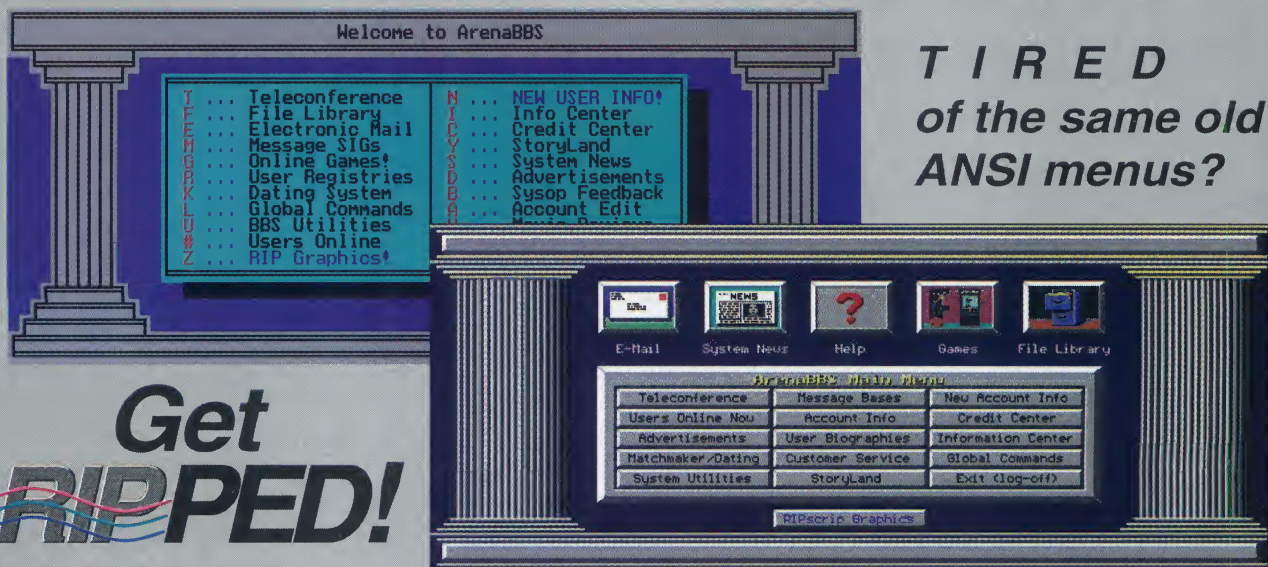 Welcome to ArenaBBS
T ... Teleconference
F ... File Library
E ... Electronic Mail
M ... Message SIGs
G ... Online Games!
R ... User Registries
K ... Dating System
L ... Global Commands
U ... BBS Utilities
# ... Users Online
Z ... RIP Graphics!
N ... NEW USER INFO!
I ... Info Center
C ... Credit Center
Y ... StoryLand
S ... System News
D ... Advertisements
B ... Sysop Feedback
A ... Account Edit
TIRED
of the same old
ANSI menus?
NEWS
?
E-Mail
System News
Help
Games
File Library
ArenaBBS Main Menu
Teleconference
Message Bases
New Account Info
Users Online Now
Account Info
Credit Center
Advertisements
User Biographies
Information Center
Matchmaker/Dating
Customer Service
Global Commands
System Utilities
StoryLand
Exit (log-off)
RIPscrip Graphics
Get
RIPPED!